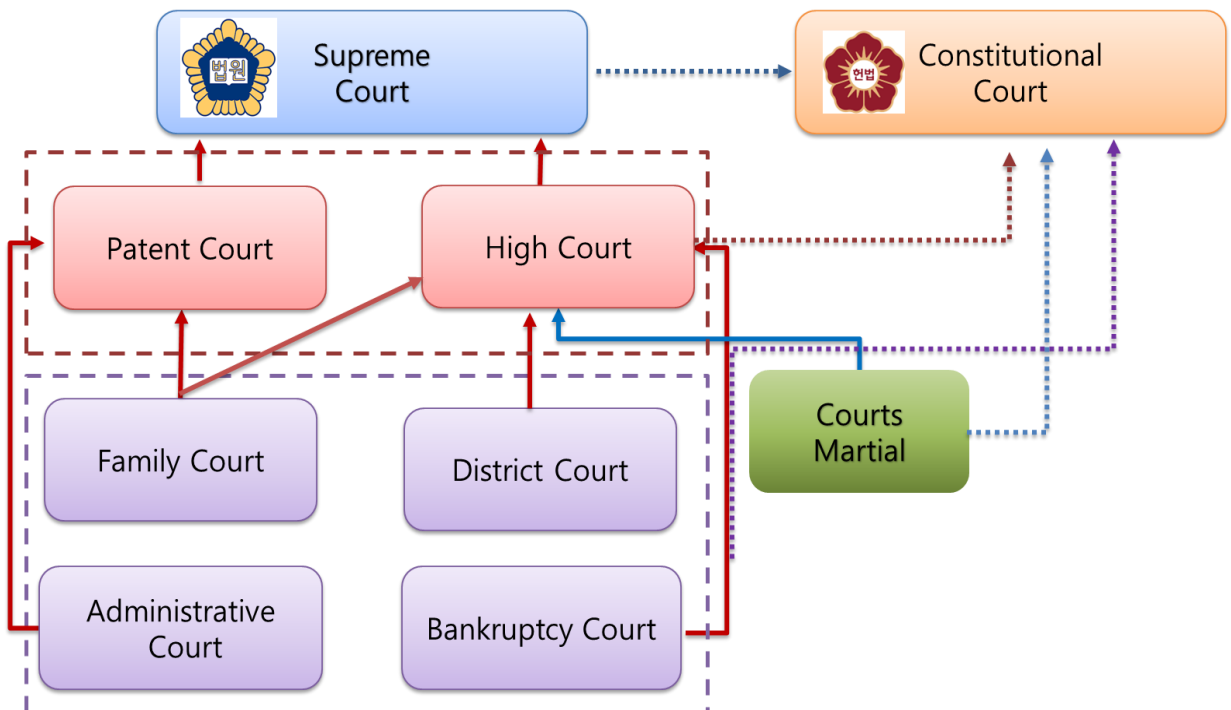 법원
Supreme
Court
헌법
Constitutional
Court
Patent Court
High Court
Family Court
District Court
Courts
Martial
Administrative
Court
Bankruptcy Court